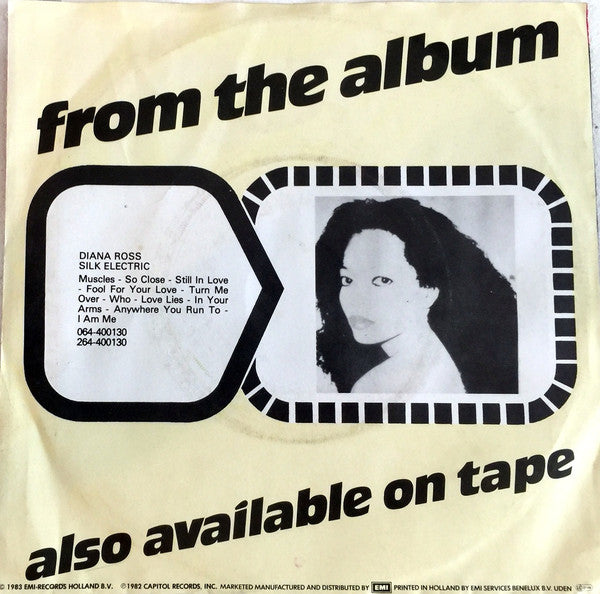 from the album
DIANA ROSS
SILK ELECTRIC
Muscles - So Close - Still In Love
- Fool For Your Love - Turn Me
Over - Who - Love Lies - In Your
Arms - Anywhere You Run To -
I Am Me
064-400130
264-400130
also available on tape
© 1983 EMI-RECORDS HOLLAND B.V. ℗ 1982 CAPITOL RECORDS, INC. MARKETED MANUFACTURED AND DISTRIBUTED BY EMI PRINTED IN HOLLAND BY EMI SERVICES BENELUX B.V. UDEN